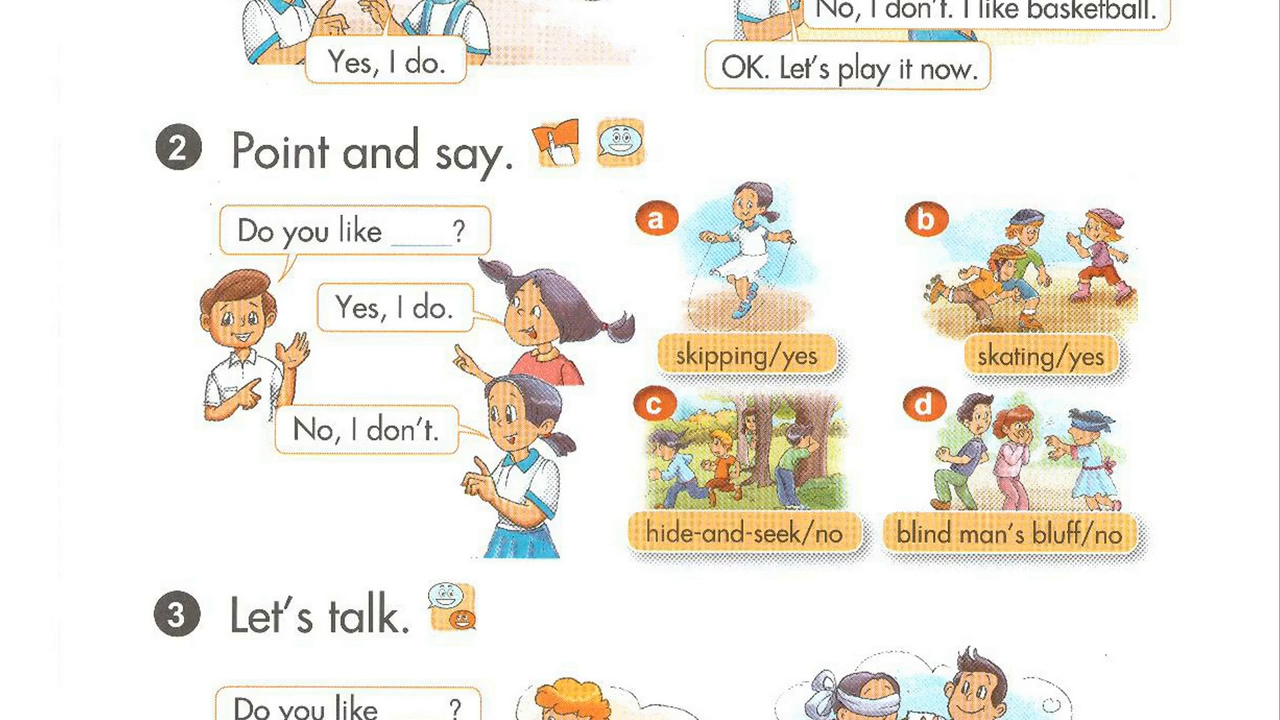 No, I don't. I like basketball.
Yes, I do.
OK. Let's play it now.
2 Point and say.
Do you like _____ ?
Yes, I do.
No, I don't.
a
skipping/yes
b
skating/yes
c
hide-and-seek/no
d
blind man's bluff/no
3 Let's talk.
Do you like _____ ?